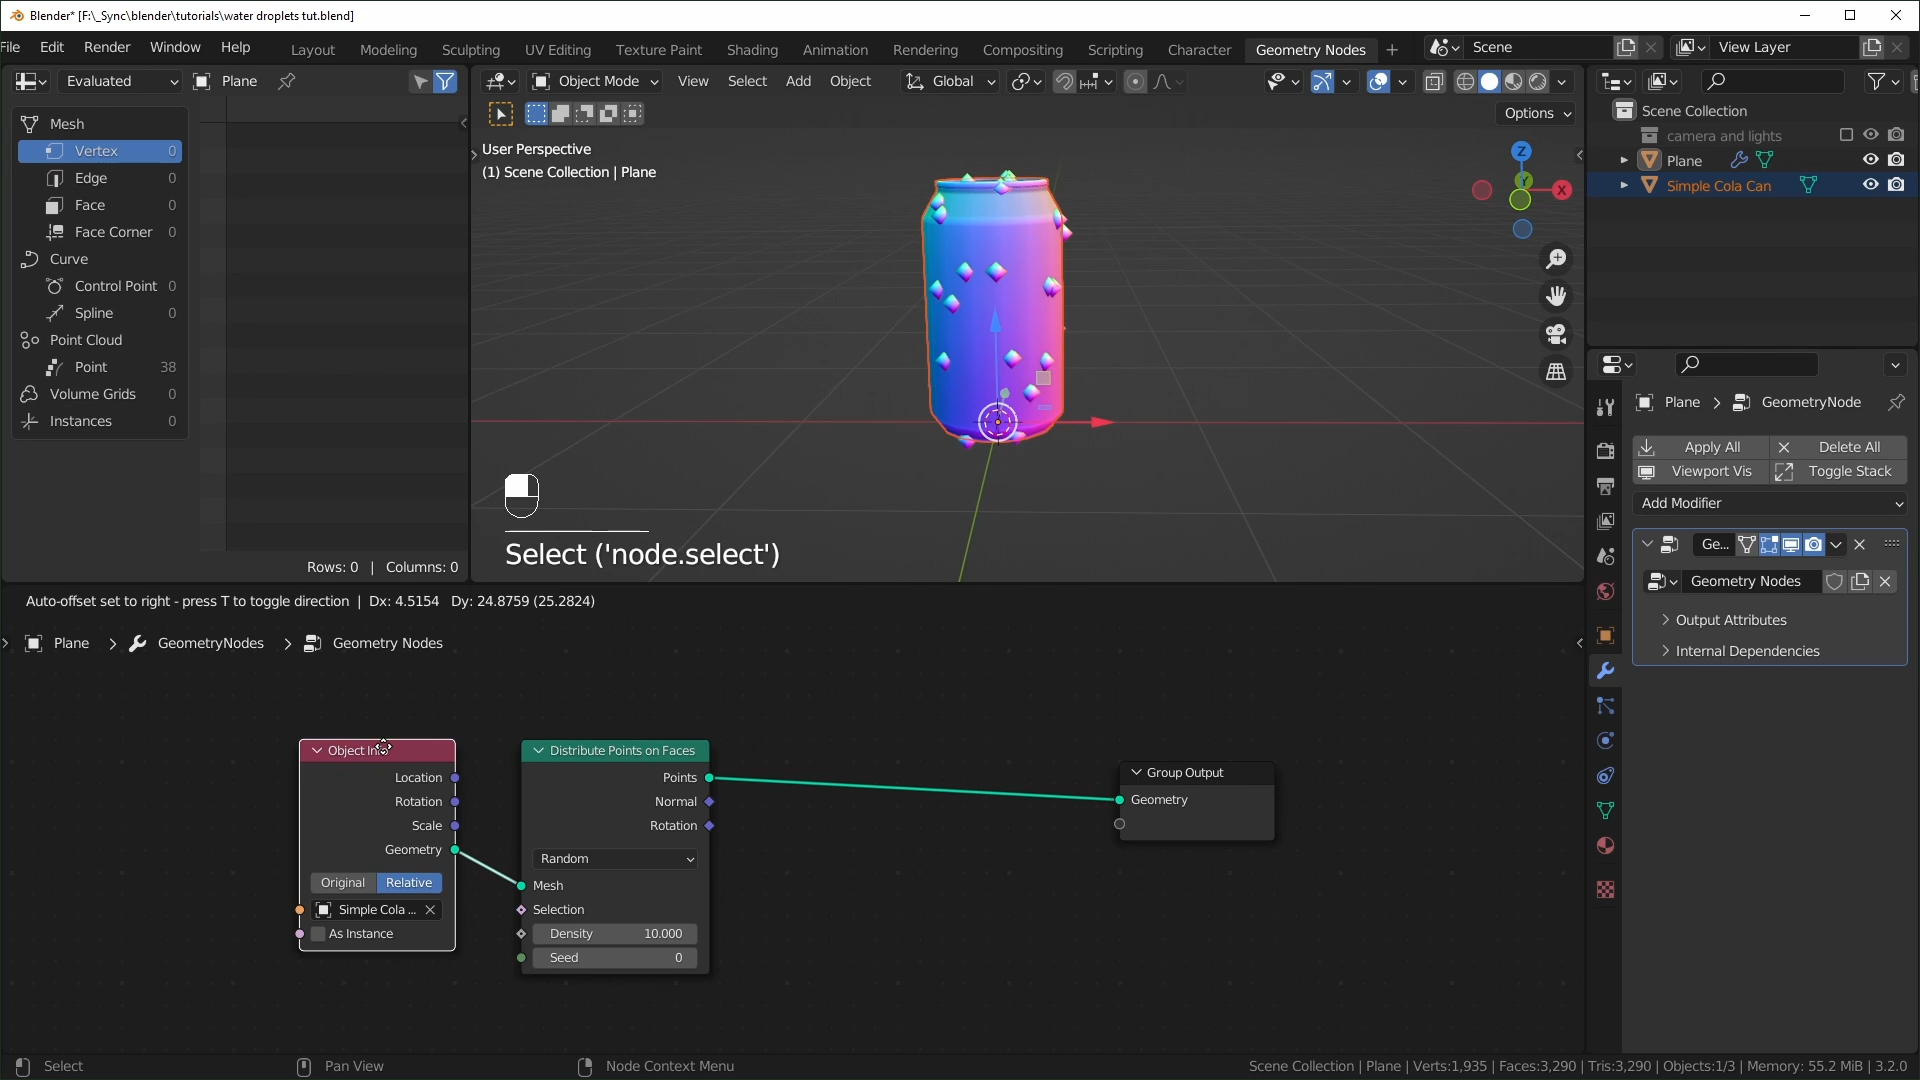 Blender* [F:\_Sync\blender\tutorials\water droplets tut.blend]
File Edit Render Window Help Layout Modeling Sculpting UV Editing Texture Paint Shading Animation Rendering Compositing Scripting Character Geometry Nodes + Scene View Layer
Evaluated Plane
Object Mode View Select Add Object Global
Options
Mesh
Vertex 0
Edge 0
Face 0
Face Corner 0
Curve
Control Point 0
Spline 0
Point Cloud
Point 38
Volume Grids 0
Instances 0
Rows: 0 | Columns: 0
User Perspective
(1) Scene Collection | Plane
Z
Y
X
Select ('node.select')
Scene Collection
camera and lights
Plane
Simple Cola Can
Plane > GeometryNode
Apply All Delete All
Viewport Vis Toggle Stack
Add Modifier
Ge...
Geometry Nodes
Output Attributes
Internal Dependencies
Auto-offset set to right - press T to toggle direction | Dx: 4.5154 Dy: 24.8759 (25.2824)
Plane > GeometryNodes > Geometry Nodes
Object Inf
Location
Rotation
Scale
Geometry
Original Relative
Simple Cola ...
As Instance
Distribute Points on Faces
Points
Normal
Rotation
Random
Mesh
Selection
Density 10.000
Seed 0
Group Output
Geometry
Select Pan View Node Context Menu
Scene Collection | Plane | Verts:1,935 | Faces:3,290 | Tris:3,290 | Objects:1/3 | Memory: 55.2 MiB | 3.2.0